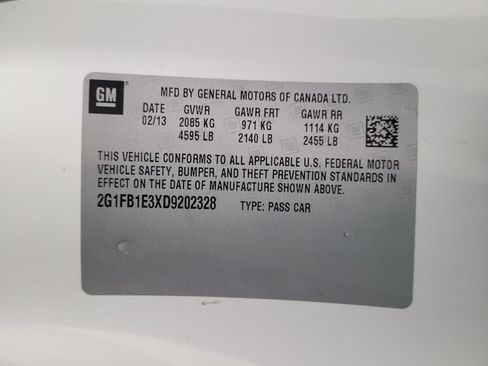 GM
MFD BY GENERAL MOTORS OF CANADA LTD.
DATE GVWR GAWR FRT GAWR RR
02/13 2085 KG 971 KG 1114 KG
4595 LB 2140 LB 2455 LB
THIS VEHICLE CONFORMS TO ALL APPLICABLE U.S. FEDERAL MOTOR
VEHICLE SAFETY, BUMPER, AND THEFT PREVENTION STANDARDS IN
EFFECT ON THE DATE OF MANUFACTURE SHOWN ABOVE.
2G1FB1E3XD9202328 TYPE: PASS CAR